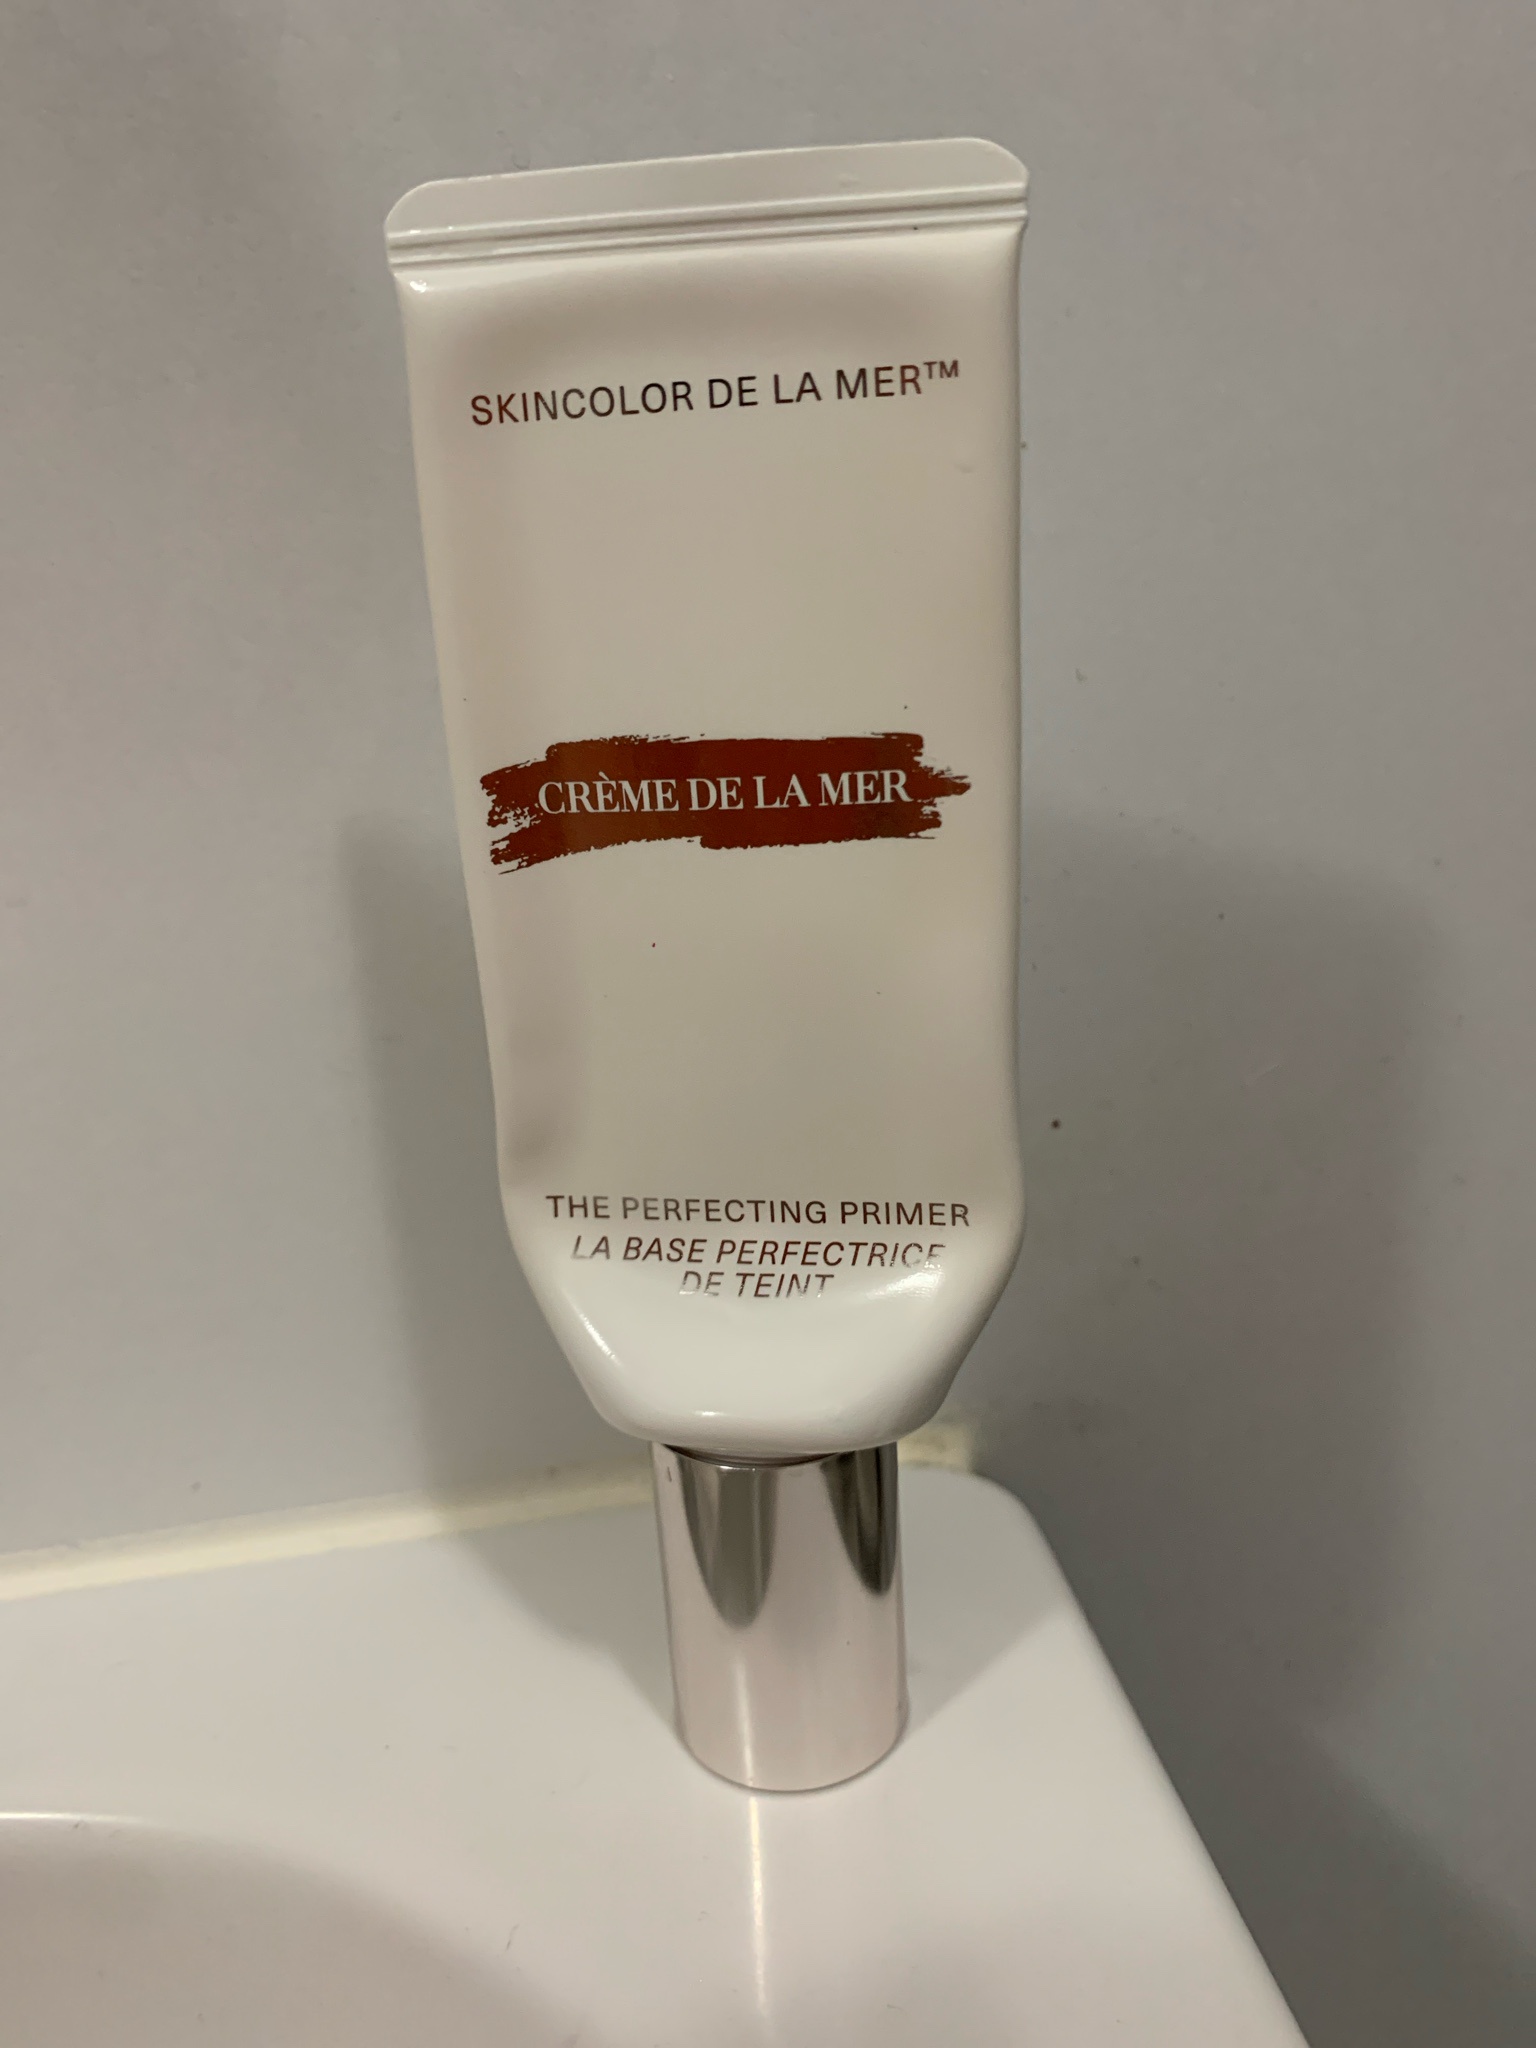 SKINCOLOR DE LA MER™
CRÈME DE LA MER
THE PERFECTING PRIMER
LA BASE PERFECTRICE
DE TEINT